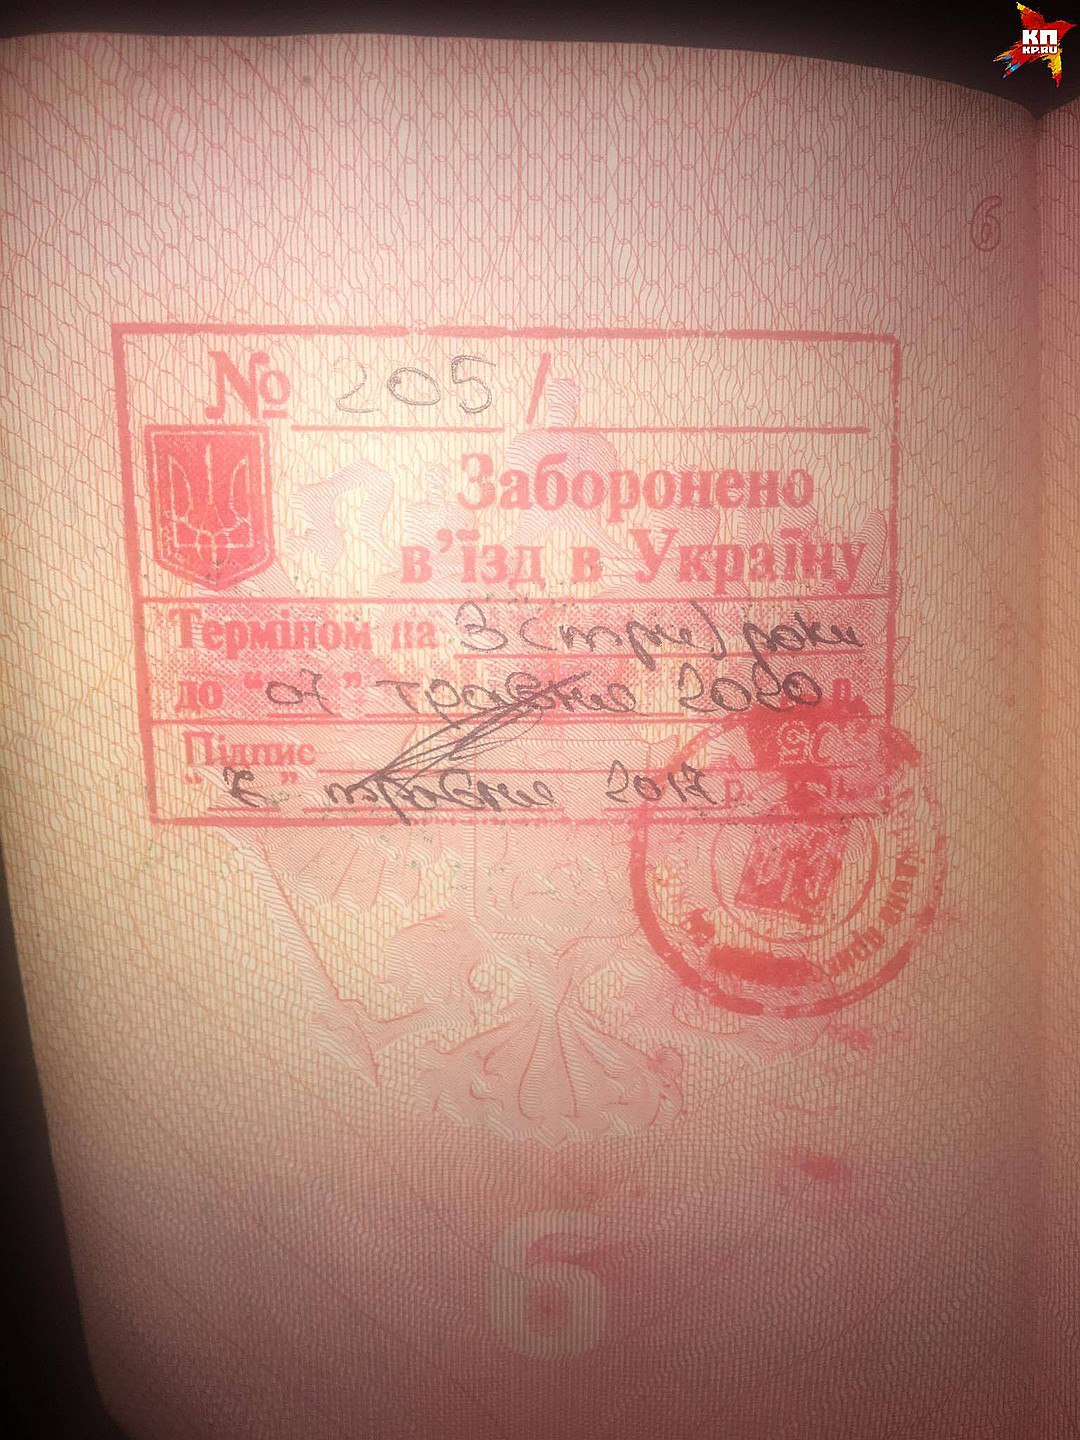 КП
KP.RU
6
№ 205 /
Заборонено
в'їзд в Україну
Терміном на 3 (три) роки
до “07” травня 2020 р.
Підпис
“7” травня 2017 р.
6